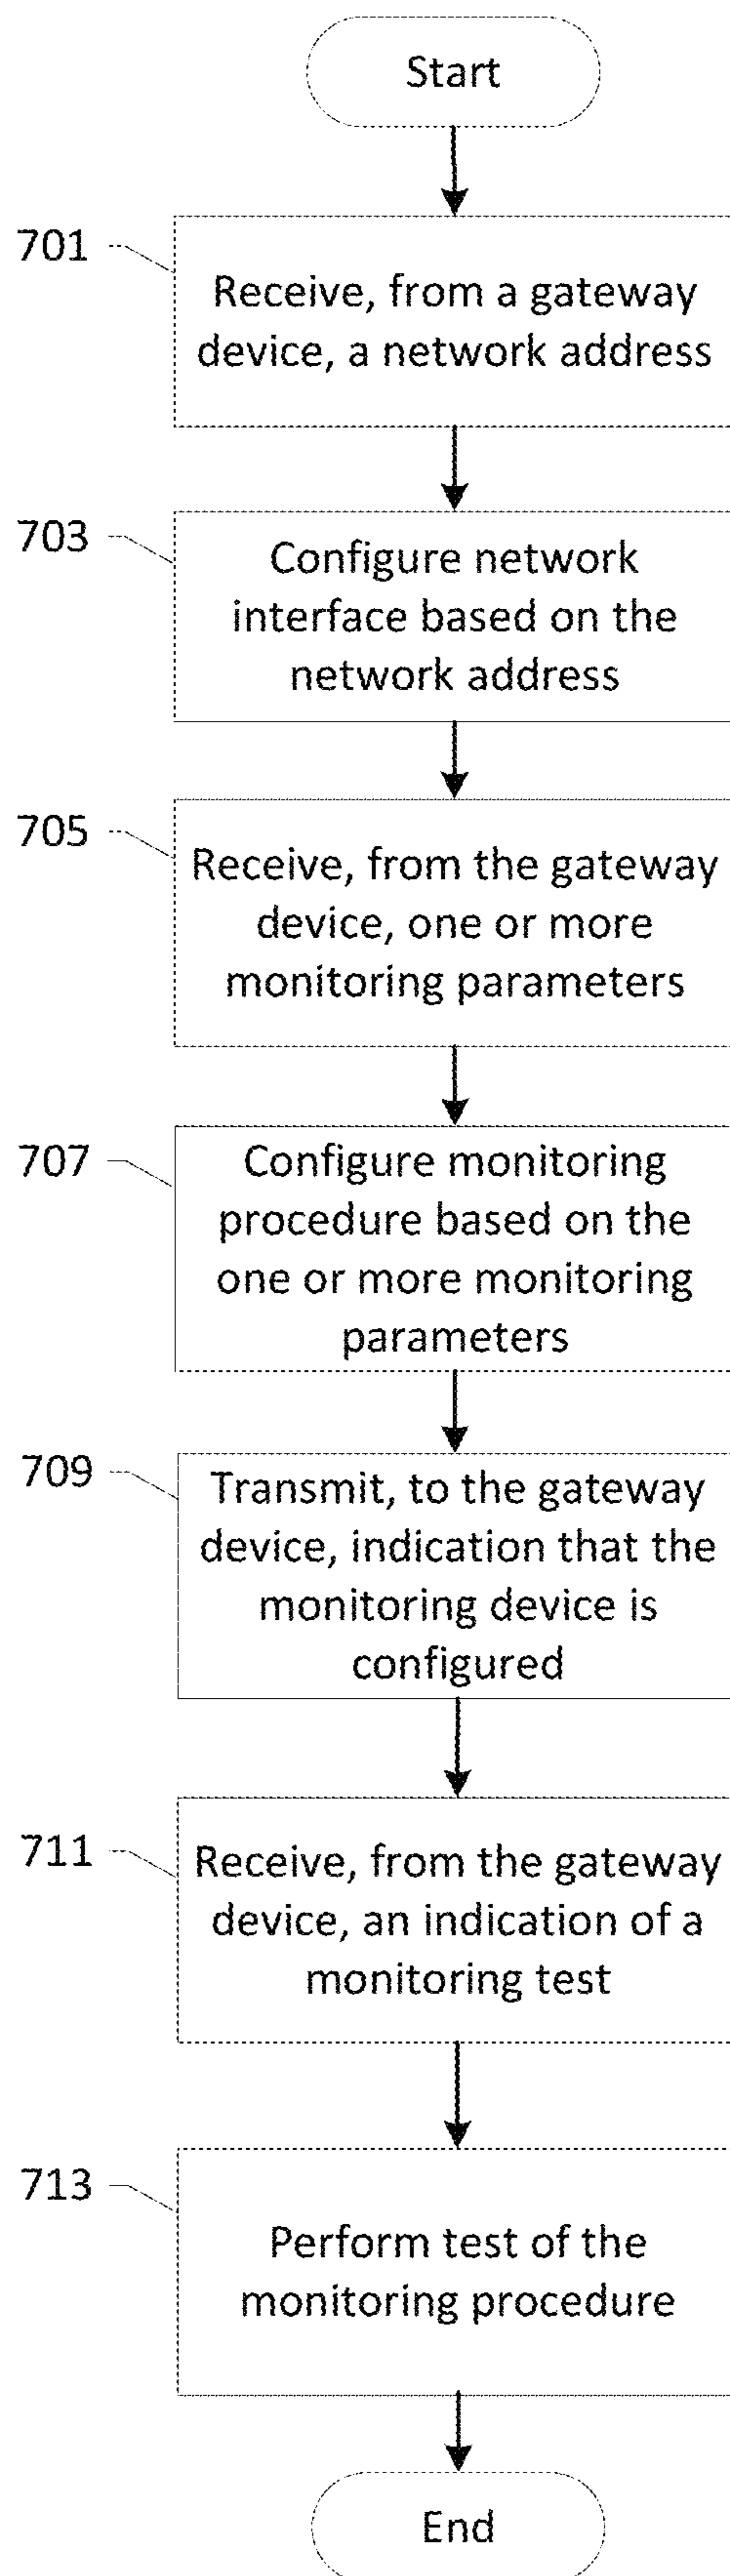 Start
701
Receive, from a gateway
device, a network address
703
Configure network
interface based on the
network address
705
Receive, from the gateway
device, one or more
monitoring parameters
707
Configure monitoring
procedure based on the
one or more monitoring
parameters
709
Transmit, to the gateway
device, indication that the
monitoring device is
configured
711
Receive, from the gateway
device, an indication of a
monitoring test
713
Perform test of the
monitoring procedure
End